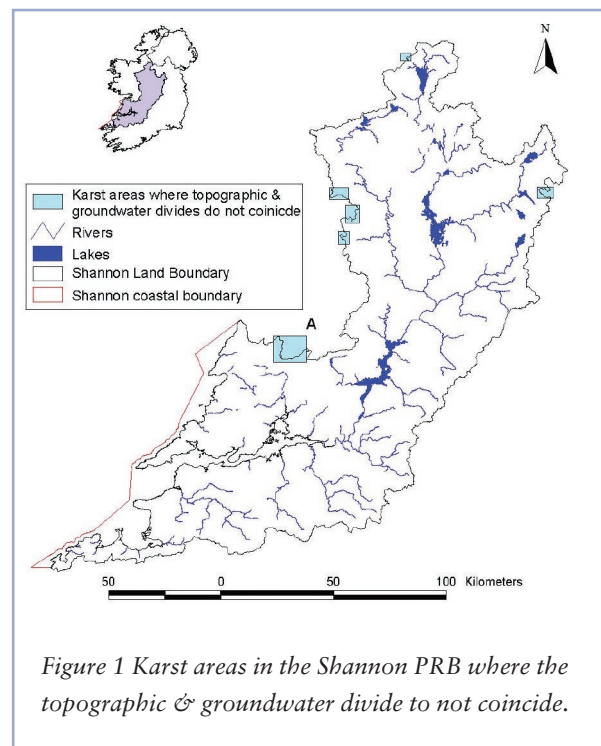 N
Karst areas where topographic &
groundwater divides do not coinicde
Rivers
Lakes
Shannon Land Boundary
Shannon coastal boundary
A
50 0 50 100 Kilometers
Figure 1 Karst areas in the Shannon PRB where the
topographic & groundwater divide to not coincide.